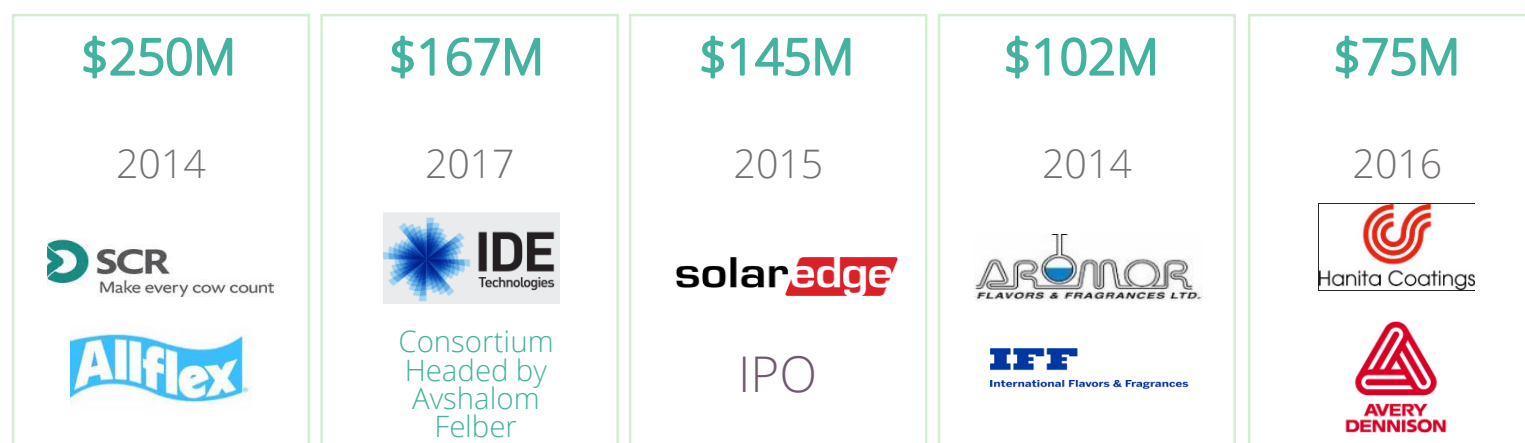 $250M
2014
SCR
Make every cow count
Allflex
$167M
2017
IDE
Technologies
Consortium
Headed by
Avshalom
Felber
$145M
2015
solaredge
IPO
$102M
2014
AROMOR
FLAVORS & FRAGRANCES LTD.
IFF
International Flavors & Fragrances
$75M
2016
Hanita Coatings
AVERY
DENNISON